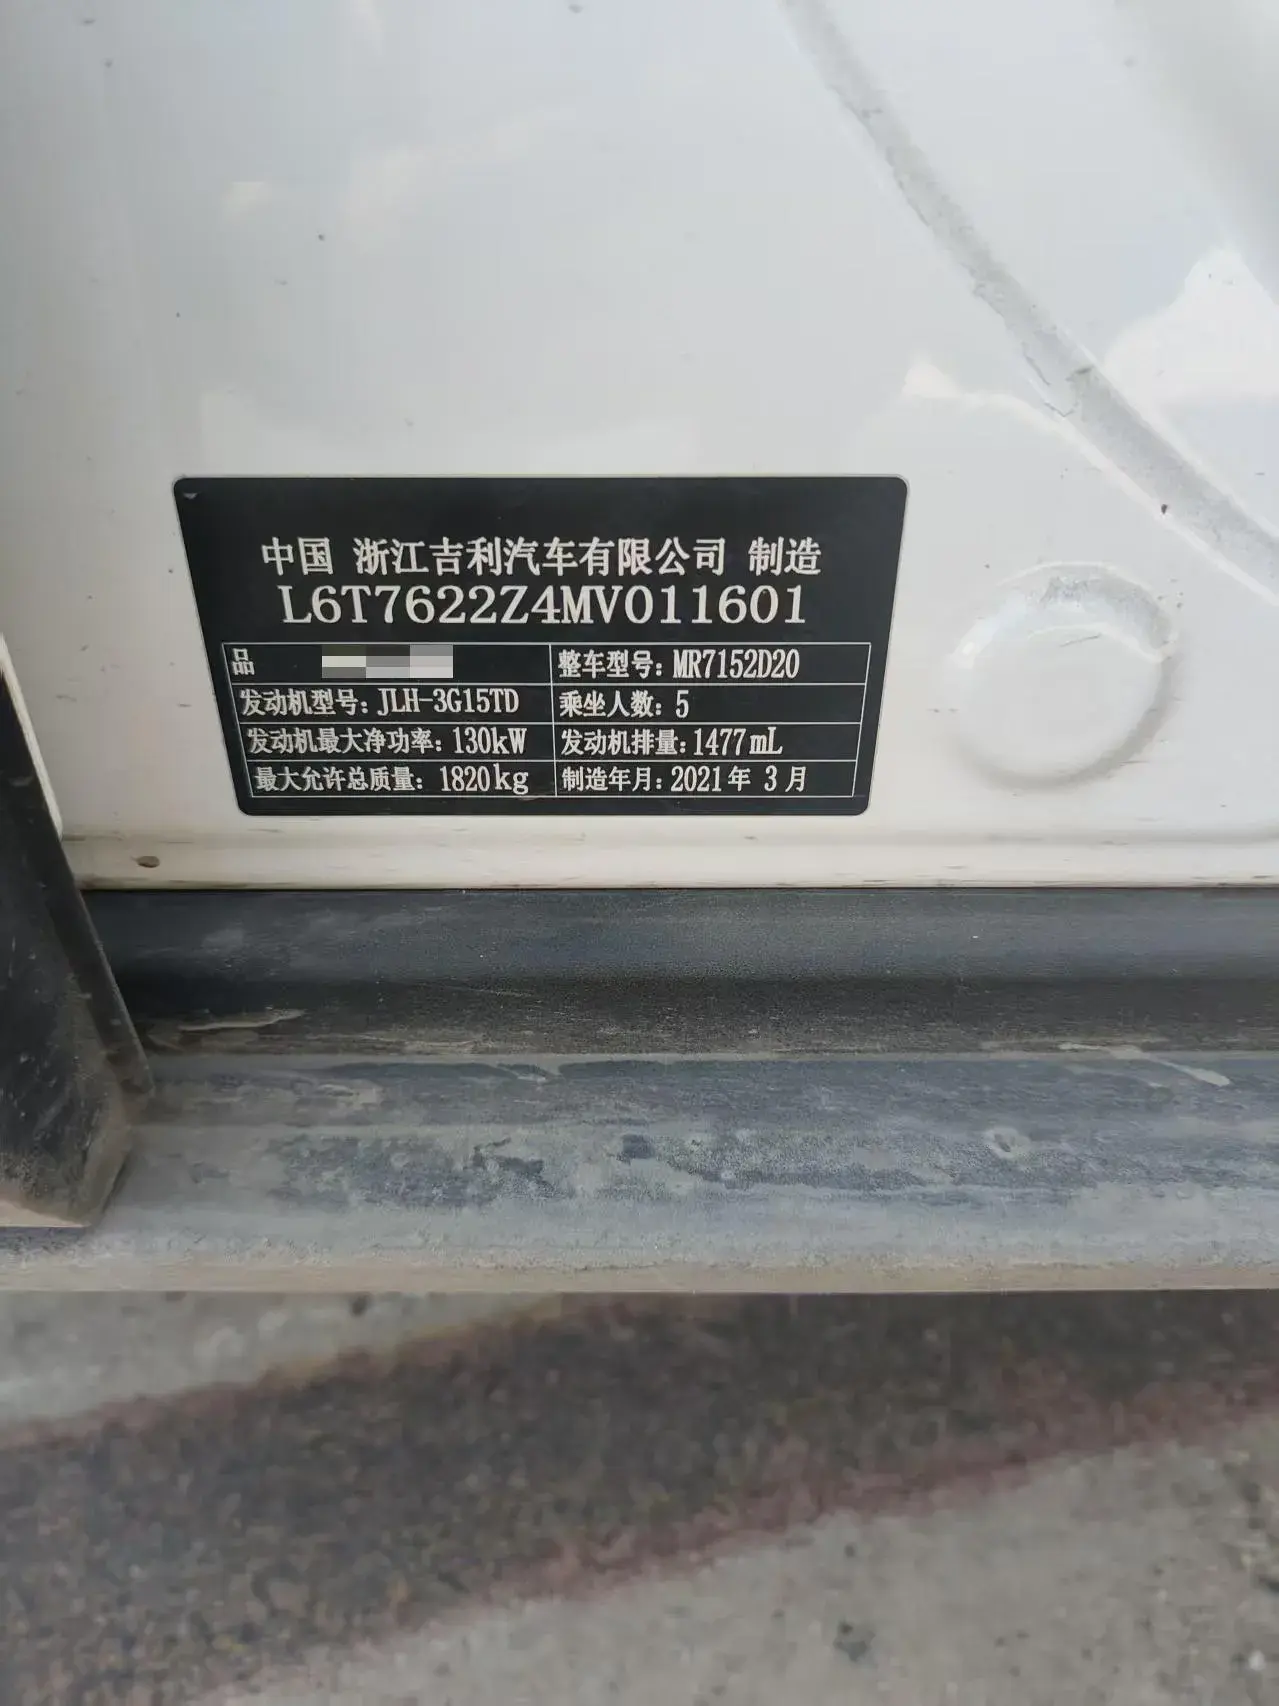 中国 浙江吉利汽车有限公司 制造
L6T7622Z4MV011601
品 整车型号:MR7152D20
发动机型号:JLH-3G15TD 乘坐人数:5
发动机最大净功率:130kW 发动机排量:1477mL
最大允许总质量:1820kg 制造年月:2021年 3月